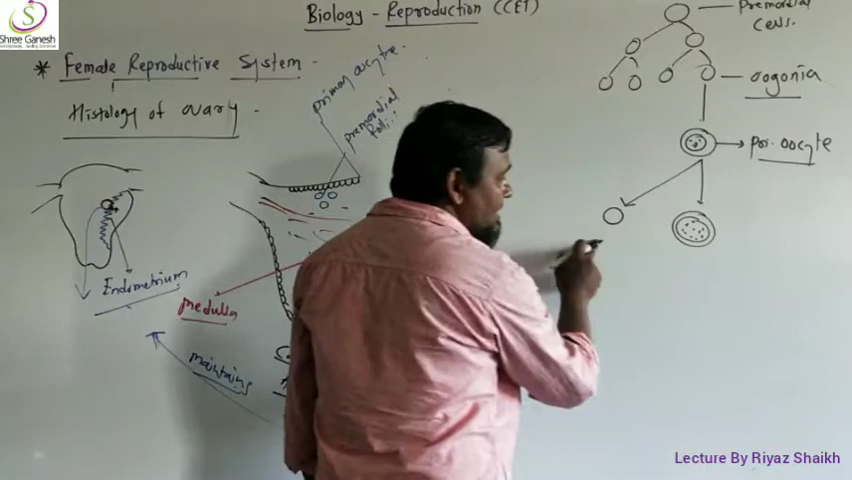 Shree Ganesh
Biology - Reproduction (CET)
* Female Reproductive System -
Histology of ovary -
primary oocyte.
premordial
foll..
Endometrium
medulla
maintains
Premordial
cells.
oogonia
pri. oocyte
Lecture By Riyaz Shaikh